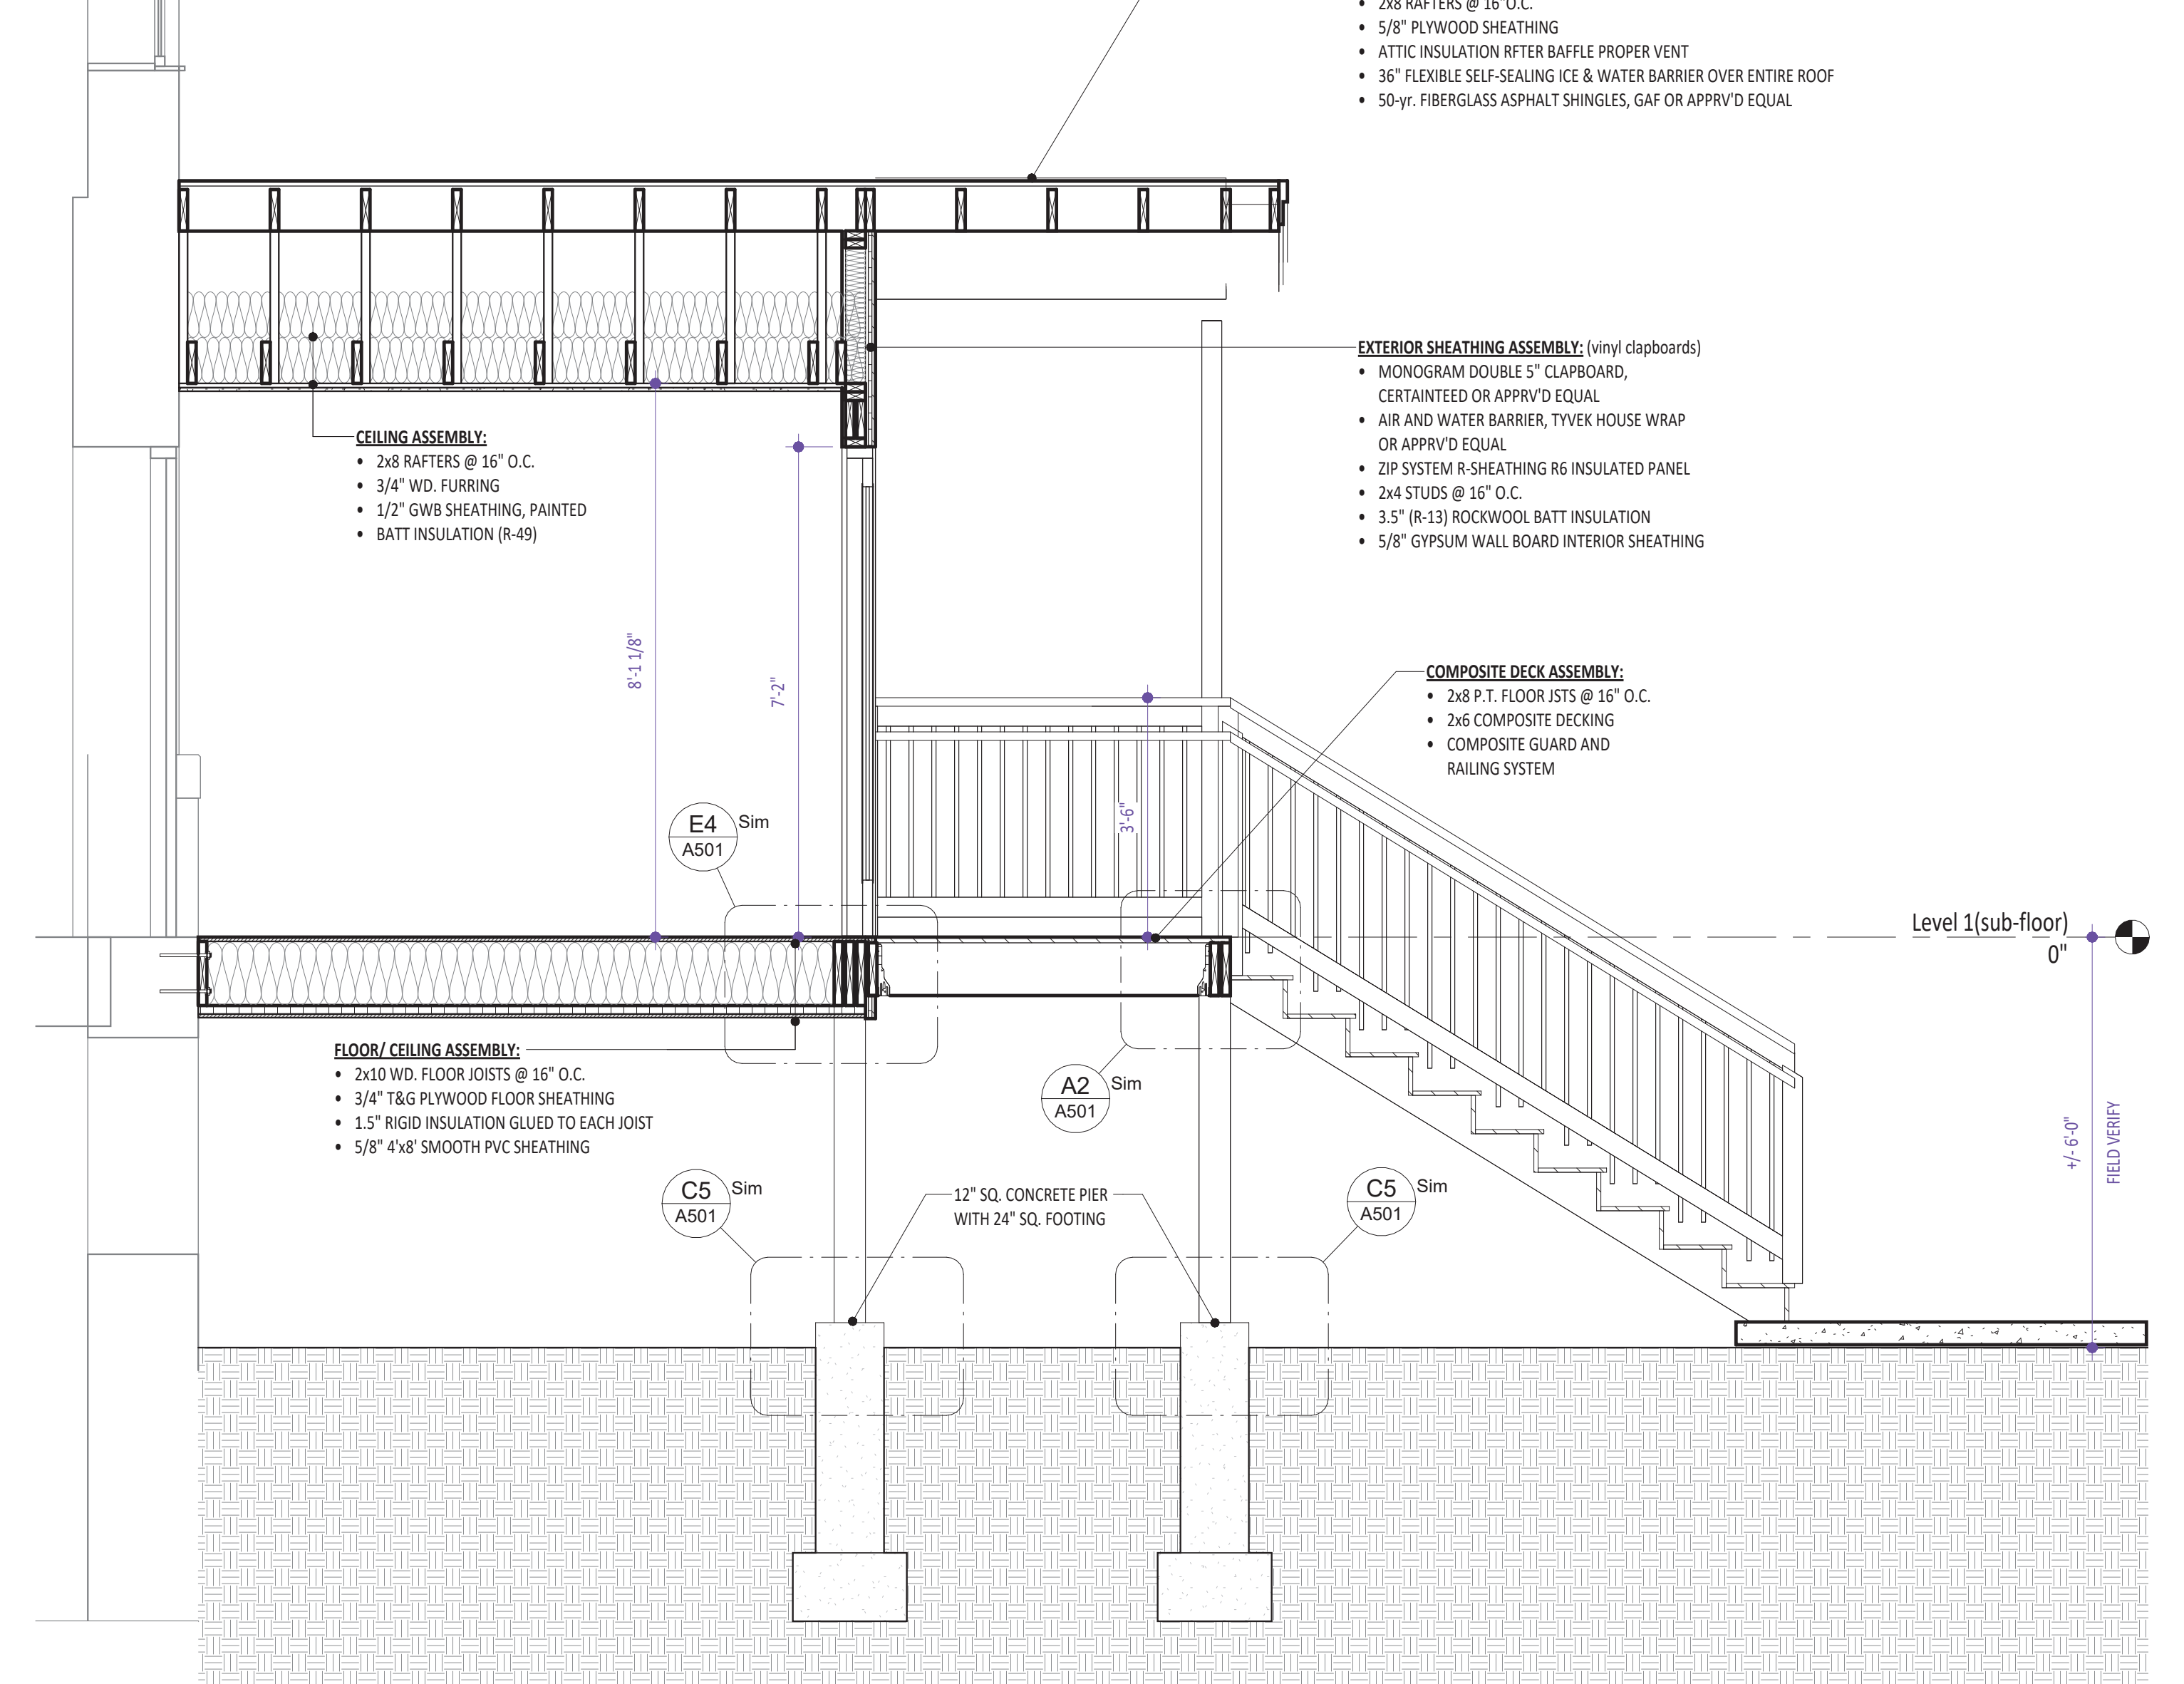 • 2x8 RAFTERS @ 16"O.C.
• 5/8" PLYWOOD SHEATHING
• ATTIC INSULATION RFTER BAFFLE PROPER VENT
• 36" FLEXIBLE SELF-SEALING ICE & WATER BARRIER OVER ENTIRE ROOF
• 50-yr. FIBERGLASS ASPHALT SHINGLES, GAF OR APPRV'D EQUAL
EXTERIOR SHEATHING ASSEMBLY: (vinyl clapboards)
• MONOGRAM DOUBLE 5" CLAPBOARD,
CERTAINTEED OR APPRV'D EQUAL
• AIR AND WATER BARRIER, TYVEK HOUSE WRAP
OR APPRV'D EQUAL
• ZIP SYSTEM R-SHEATHING R6 INSULATED PANEL
• 2x4 STUDS @ 16" O.C.
• 3.5" (R-13) ROCKWOOL BATT INSULATION
• 5/8" GYPSUM WALL BOARD INTERIOR SHEATHING
CEILING ASSEMBLY:
• 2x8 RAFTERS @ 16" O.C.
• 3/4" WD. FURRING
• 1/2" GWB SHEATHING, PAINTED
• BATT INSULATION (R-49)
8'-1 1/8"
7'-2"
COMPOSITE DECK ASSEMBLY:
• 2x8 P.T. FLOOR JSTS @ 16" O.C.
• 2x6 COMPOSITE DECKING
• COMPOSITE GUARD AND
RAILING SYSTEM
3'-6"
E4 Sim
A501
Level 1(sub-floor)
0"
FLOOR/ CEILING ASSEMBLY:
• 2x10 WD. FLOOR JOISTS @ 16" O.C.
• 3/4" T&G PLYWOOD FLOOR SHEATHING
• 1.5" RIGID INSULATION GLUED TO EACH JOIST
• 5/8" 4'x8' SMOOTH PVC SHEATHING
A2 Sim
A501
+/- 6'-0"
FIELD VERIFY
C5 Sim
A501
12" SQ. CONCRETE PIER
WITH 24" SQ. FOOTING
C5 Sim
A501